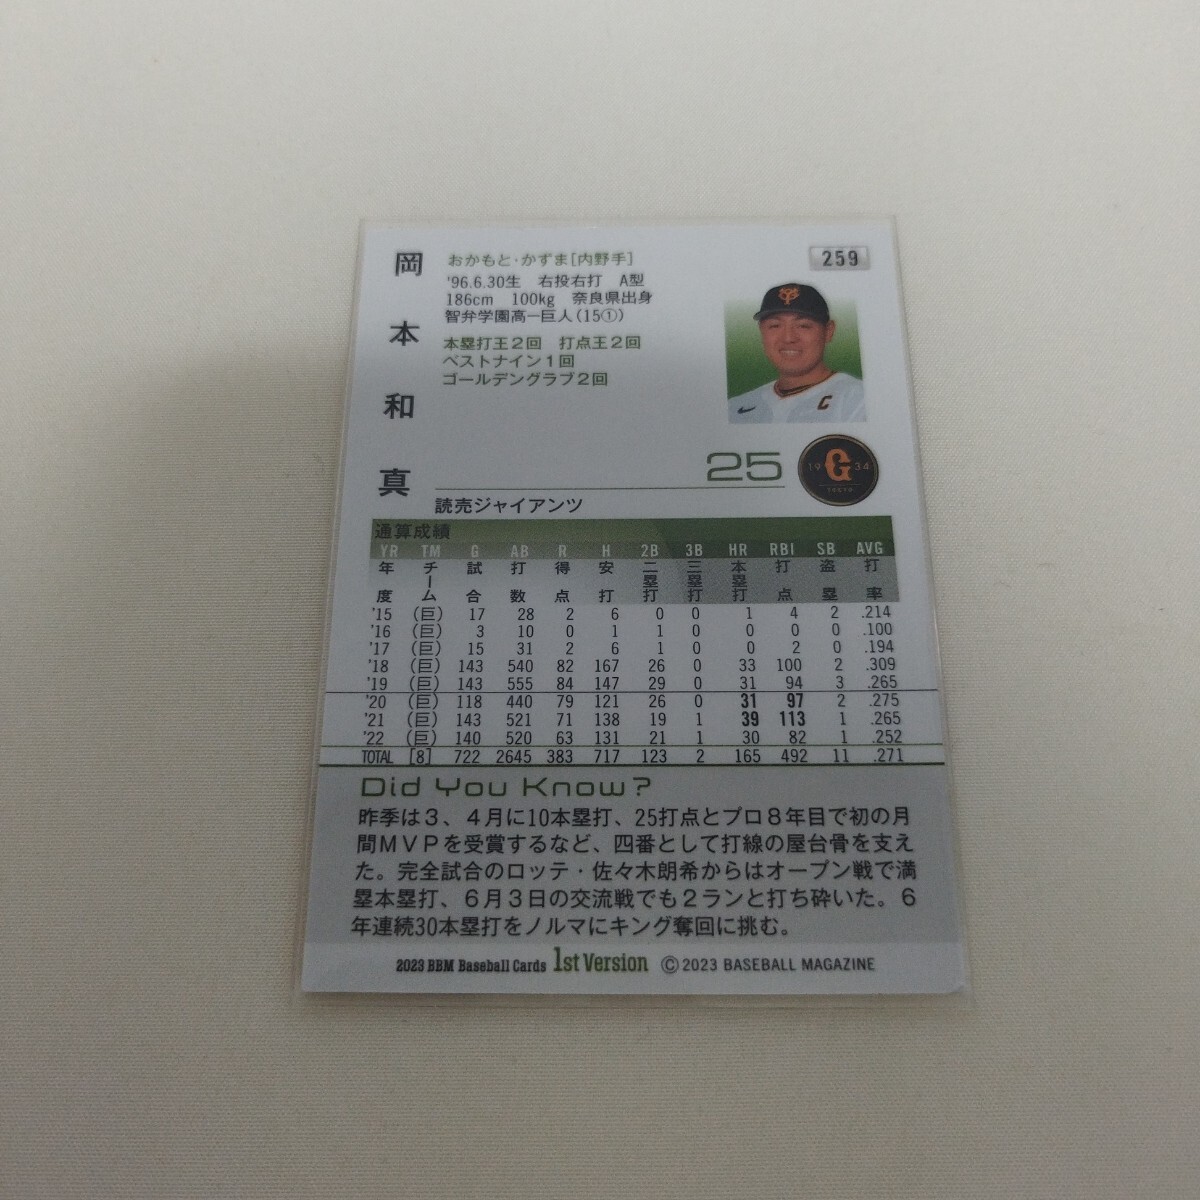 259
岡本和真
おかもと・かずま[内野手]
'96.6.30生 右投右打 A型
186cm 100kg 奈良県出身
智弁学園高ー巨人(15①)
本塁打王2回 打点王2回
ベストナイン1回
ゴールデングラブ2回
C
25
19 G 34
TOKYO
読売ジャイアンツ
通算成績
YR TM G AB R H 2B 3B HR RBI SB AVG
年度 チーム 試合 打数 得点 安打 二塁打 三塁打 本塁打 打点 盗塁 打率
'15 (巨) 17 28 2 6 0 0 1 4 2 .214
'16 (巨) 3 10 0 1 1 0 0 0 0 .100
'17 (巨) 15 31 2 6 1 0 0 2 0 .194
'18 (巨) 143 540 82 167 26 0 33 100 2 .309
'19 (巨) 143 555 84 147 29 0 31 94 3 .265
'20 (巨) 118 440 79 121 26 0 31 97 2 .275
'21 (巨) 143 521 71 138 19 1 39 113 1 .265
'22 (巨) 140 520 63 131 21 1 30 82 1 .252
TOTAL [8] 722 2645 383 717 123 2 165 492 11 .271
Did You Know?
昨季は3、4月に10本塁打、25打点とプロ8年目で初の月
間MVPを受賞するなど、四番として打線の屋台骨を支え
た。完全試合のロッテ・佐々木朗希からはオープン戦で満
塁本塁打、6月3日の交流戦でも2ランと打ち砕いた。6
年連続30本塁打をノルマにキング奪回に挑む。
2023 BBM Baseball Cards 1st Version ©2023 BASEBALL MAGAZINE